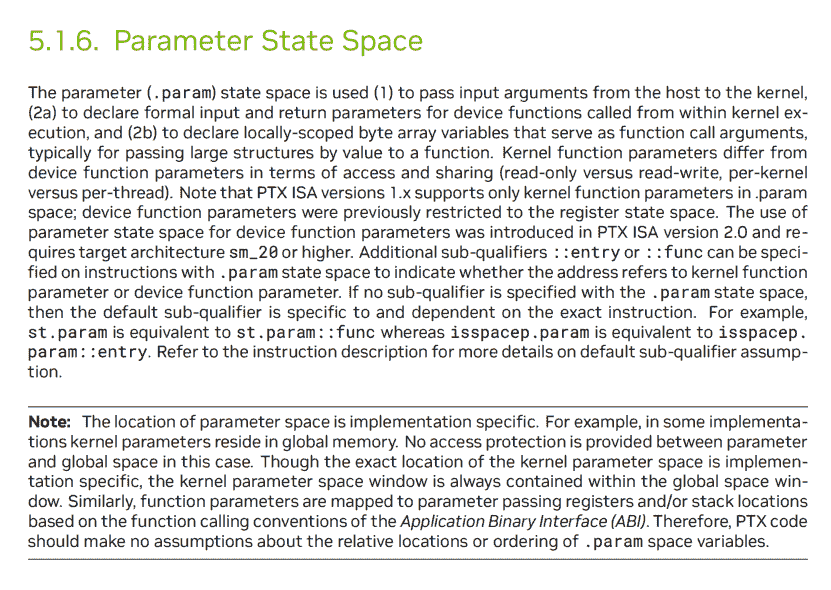 5.1.6. Parameter State Space
The parameter (.param) state space is used (1) to pass input arguments from the host to the kernel,
(2a) to declare formal input and return parameters for device functions called from within kernel ex-
ecution, and (2b) to declare locally-scoped byte array variables that serve as function call arguments,
typically for passing large structures by value to a function. Kernel function parameters differ from
device function parameters in terms of access and sharing (read-only versus read-write, per-kernel
versus per-thread). Note that PTX ISA versions 1.x supports only kernel function parameters in .param
space; device function parameters were previously restricted to the register state space. The use of
parameter state space for device function parameters was introduced in PTX ISA version 2.0 and re-
quires target architecture sm_20 or higher. Additional sub-qualifiers ::entry or ::func can be speci-
fied on instructions with .param state space to indicate whether the address refers to kernel function
parameter or device function parameter. If no sub-qualifier is specified with the .param state space,
then the default sub-qualifier is specific to and dependent on the exact instruction. For example,
st.param is equivalent to st.param::func whereas isspacep.param is equivalent to isspacep.
param::entry. Refer to the instruction description for more details on default sub-qualifier assump-
tion.
Note: The location of parameter space is implementation specific. For example, in some implementa-
tions kernel parameters reside in global memory. No access protection is provided between parameter
and global space in this case. Though the exact location of the kernel parameter space is implemen-
tation specific, the kernel parameter space window is always contained within the global space win-
dow. Similarly, function parameters are mapped to parameter passing registers and/or stack locations
based on the function calling conventions of the Application Binary Interface (ABI). Therefore, PTX code
should make no assumptions about the relative locations or ordering of .param space variables.